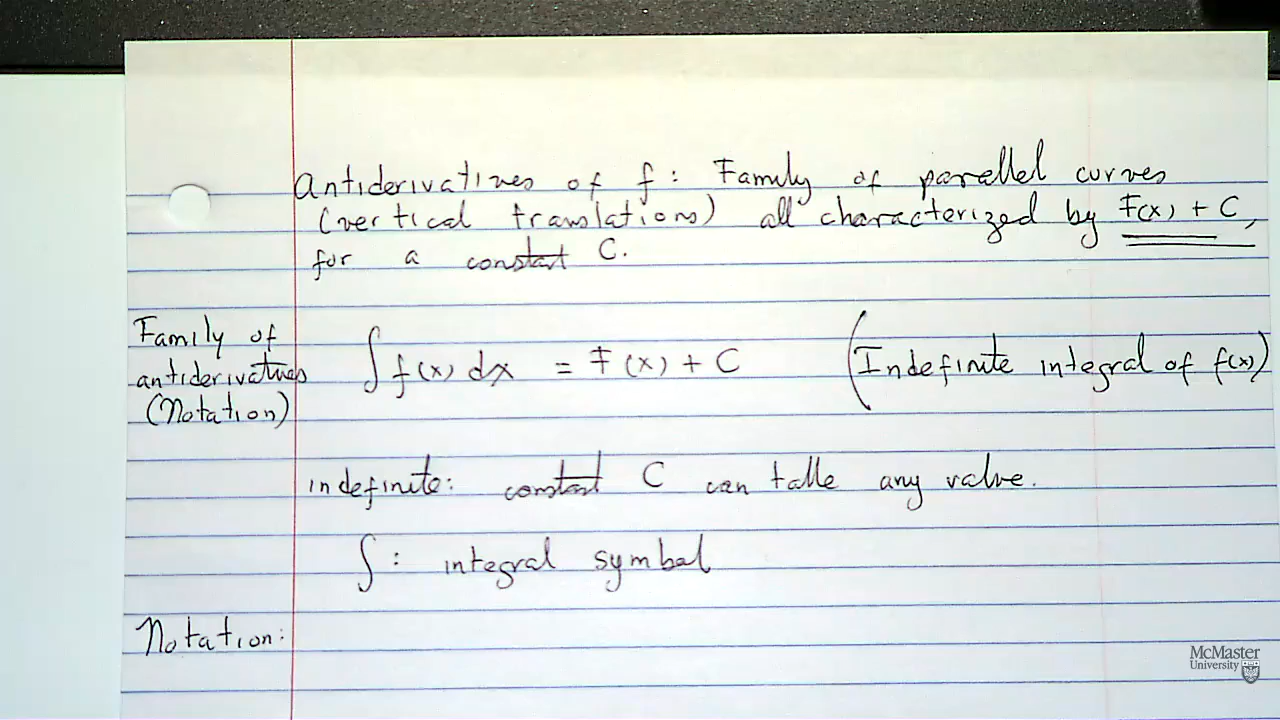 Antiderivatives of f: Family of parallel curves
(vertical translations) all characterized by F(x) + C,
for a constant C.
Family of
antiderivatives
(Notation)
∫ f(x) dx = F(x) + C (Indefinite integral of f(x))
indefinite: constant C can take any value.
∫ : integral symbol
Notation:
McMaster
University